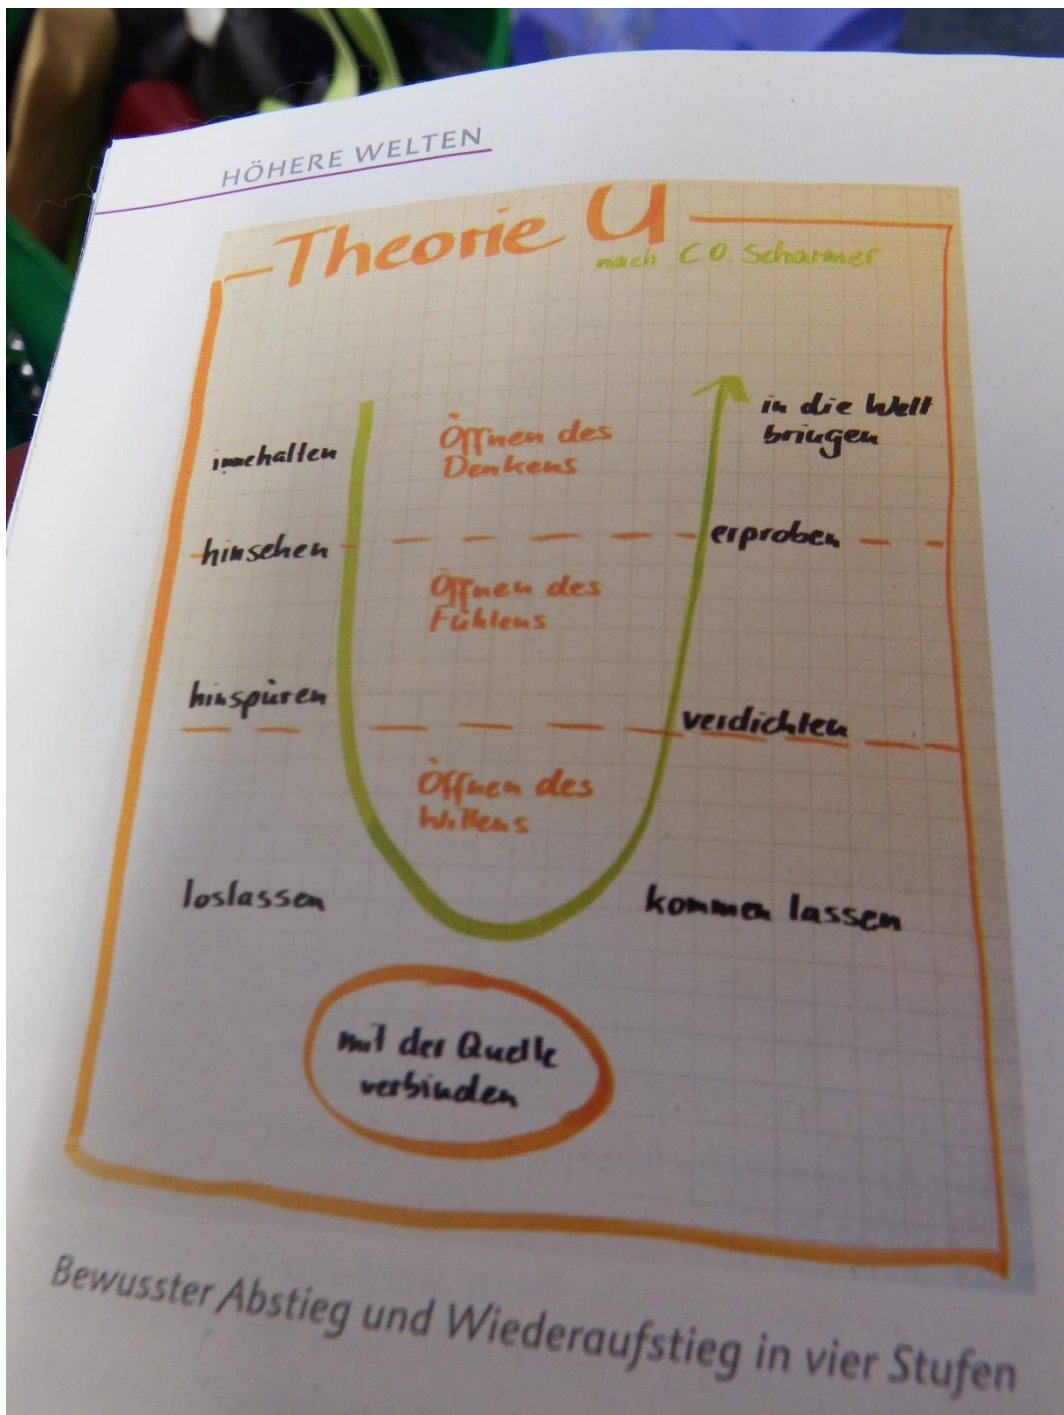 HÖHERE WELTEN
Theorie U
nach C O. Scharmer
innehalten
Öffnen des
Denkens
in die Welt
bringen
hinsehen
erproben
Öffnen des
Fühlens
hinspüren
verdichten
Öffnen des
Willens
loslassen
kommen lassen
mit der Quelle
verbinden
Bewusster Abstieg und Wiederaufstieg in vier Stufen